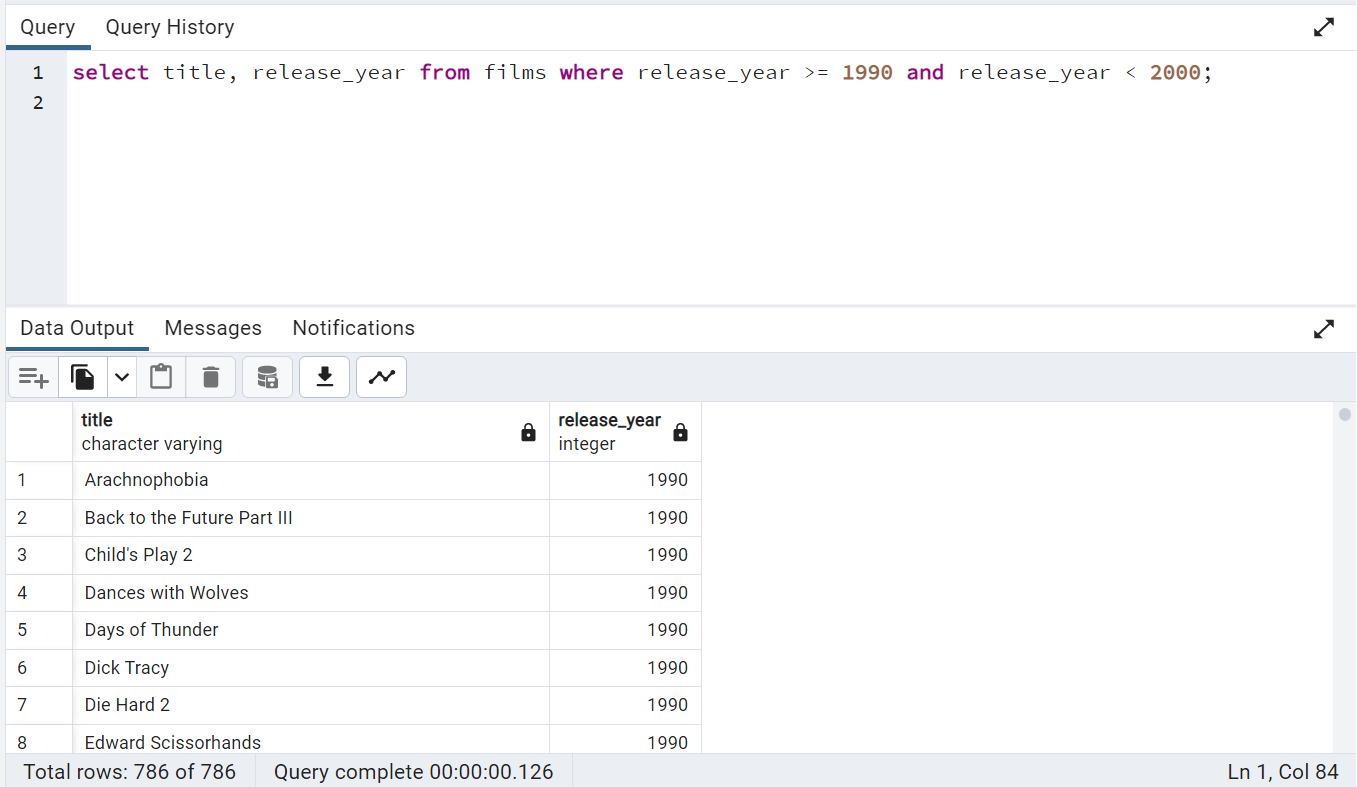 Query Query History
1 select title, release_year from films where release_year >= 1990 and release_year < 2000;
2
Data Output Messages Notifications
title release_year
character varying integer
1 Arachnophobia 1990
2 Back to the Future Part III 1990
3 Child's Play 2 1990
4 Dances with Wolves 1990
5 Days of Thunder 1990
6 Dick Tracy 1990
7 Die Hard 2 1990
8 Edward Scissorhands 1990
Total rows: 786 of 786 Query complete 00:00:00.126 Ln 1, Col 84